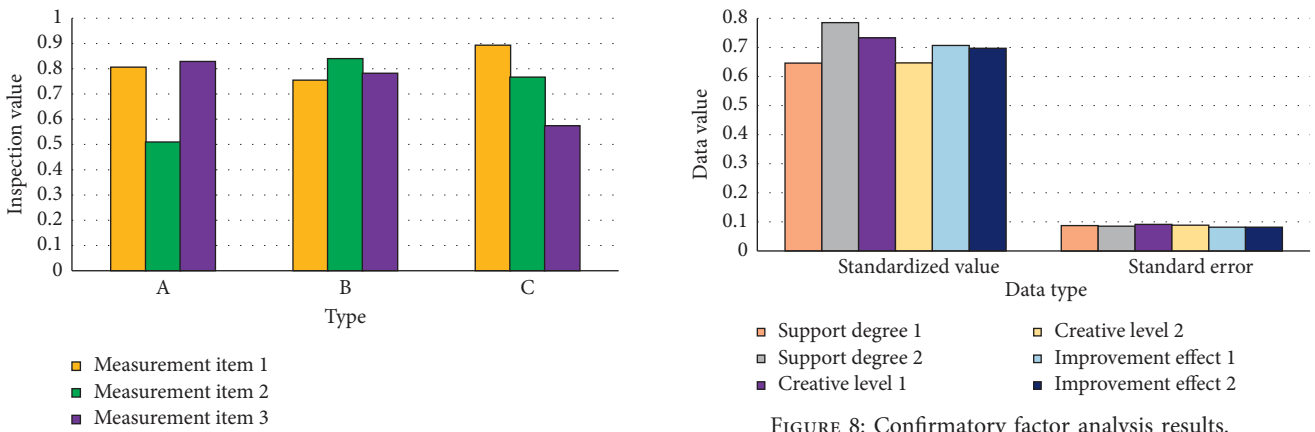 1
0.9
0.8
0.7
0.6
0.5
0.4
0.3
0.2
0.1
0
Inspection value
A B C
Type
Measurement item 1
Measurement item 2
Measurement item 3
0.8
0.7
0.6
0.5
0.4
0.3
0.2
0.1
0
Data value
Standardized value Standard error
Data type
Support degree 1 Creative level 2
Support degree 2 Improvement effect 1
Creative level 1 Improvement effect 2
FIGURE 8: Confirmatory factor analysis results.